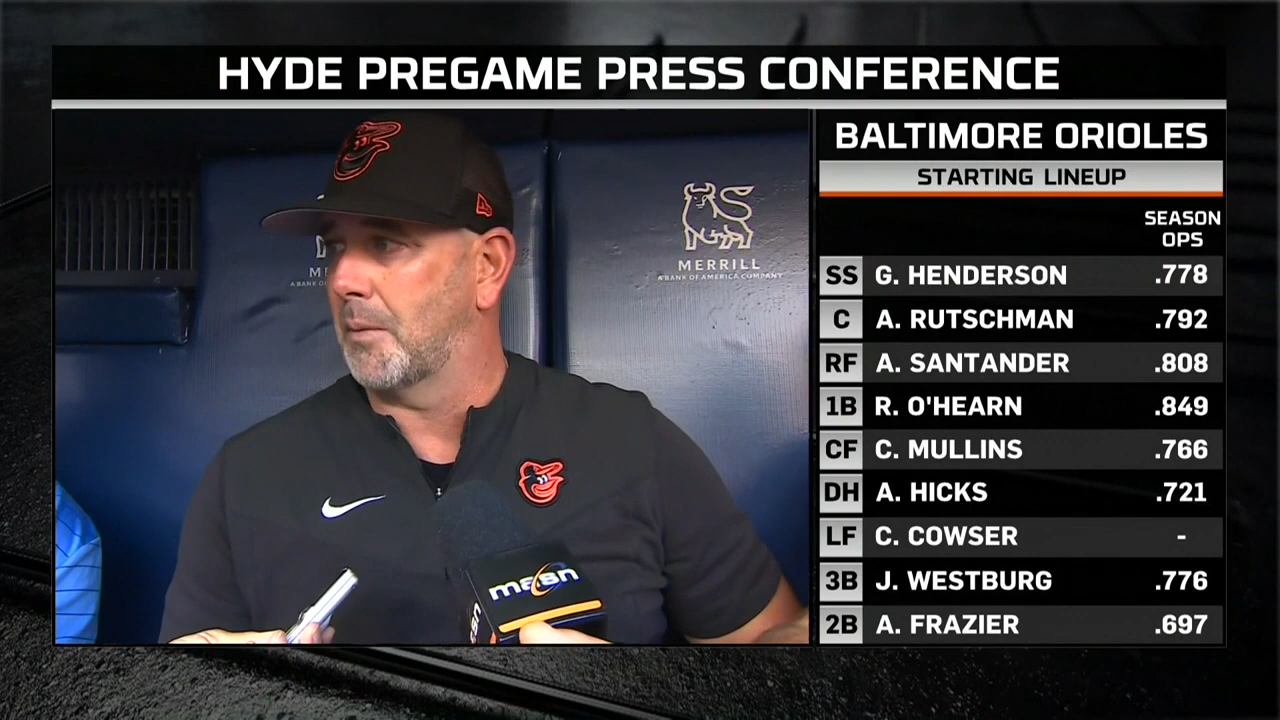 HYDE PREGAME PRESS CONFERENCE
MERRILL
A BANK OF AMERICA COMPANY
masn
BALTIMORE ORIOLES
STARTING LINEUP
SEASON
OPS
SS G. HENDERSON .778
C A. RUTSCHMAN .792
RF A. SANTANDER .808
1B R. O'HEARN .849
CF C. MULLINS .766
DH A. HICKS .721
LF C. COWSER -
3B J. WESTBURG .776
2B A. FRAZIER .697